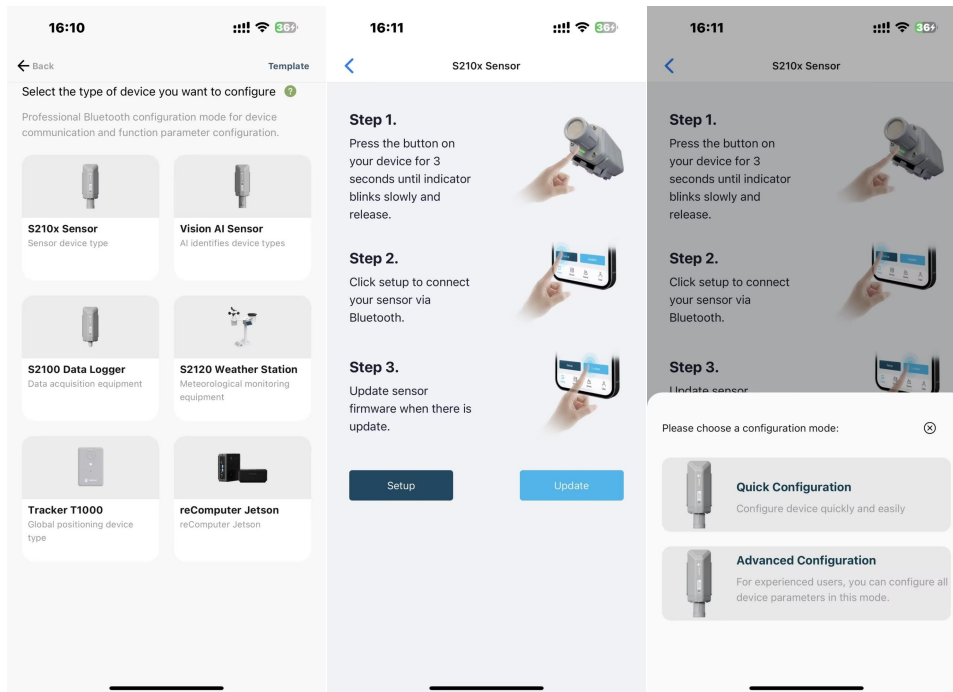 16:10
36
Back
Template
Select the type of device you want to configure ?
Professional Bluetooth configuration mode for device
communication and function parameter configuration.
S210x Sensor
Sensor device type
Vision AI Sensor
AI identifies device types
S2100 Data Logger
Data acquisition equipment
S2120 Weather Station
Meteorological monitoring
equipment
Tracker T1000
Global positioning device
type
reComputer Jetson
reComputer Jetson
16:11
36
S210x Sensor
Step 1.
Press the button on
your device for 3
seconds until indicator
blinks slowly and
release.
Step 2.
Click setup to connect
your sensor via
Bluetooth.
Step 3.
Update sensor
firmware when there is
update.
Setup
Update
16:11
36
S210x Sensor
Step 1.
Press the button on
your device for 3
seconds until indicator
blinks slowly and
release.
Step 2.
Click setup to connect
your sensor via
Bluetooth.
Step 3.
Update sensor
Please choose a configuration mode:
Quick Configuration
Configure device quickly and easily
Advanced Configuration
For experienced users, you can configure all
device parameters in this mode.